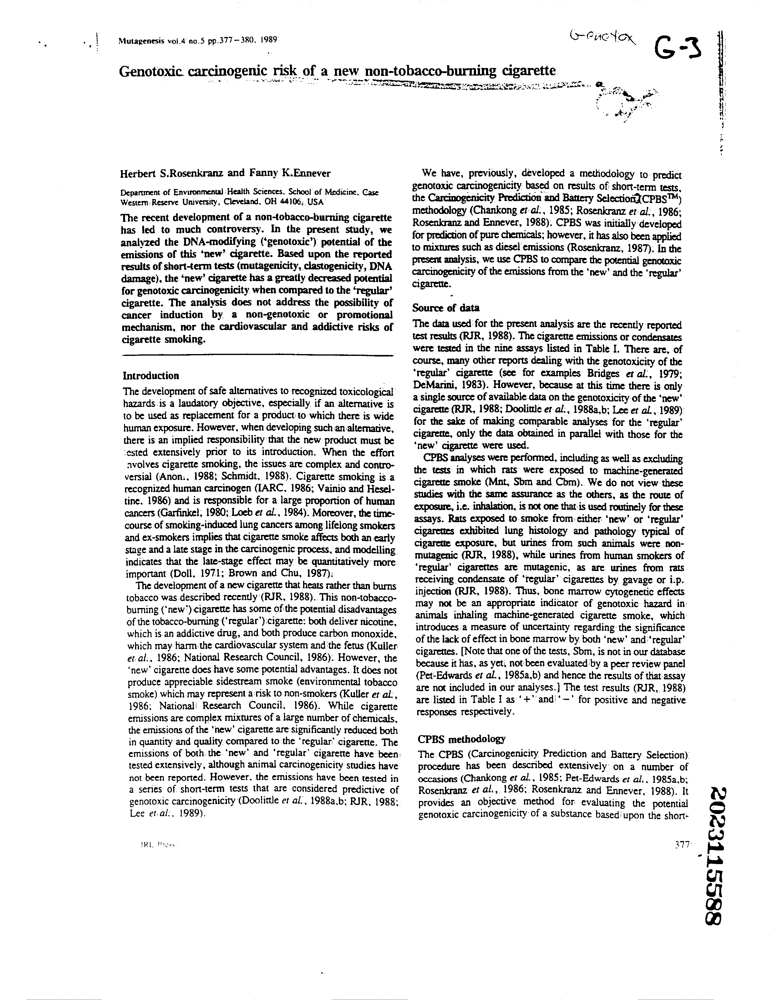 Mutagenesis vol.4 no.5 pp.377–380, 1989
Genotox
G-3
Genotoxic carcinogenic risk of a new non-tobacco-burning cigarette
Herbert S.Rosenkranz and Fanny K.Ennever
Department of Environmental Health Sciences, School of Medicine, Case
Western Reserve University, Cleveland, OH 44106, USA
The recent development of a non-tobacco-burning cigarette
has led to much controversy. In the present study, we
analyzed the DNA-modifying ('genotoxic') potential of the
emissions of this 'new' cigarette. Based upon the reported
results of short-term tests (mutagenicity, clastogenicity, DNA
damage), the 'new' cigarette has a greatly decreased potential
for genotoxic carcinogenicity when compared to the 'regular'
cigarette. The analysis does not address the possibility of
cancer induction by a non-genotoxic or promotional
mechanism, nor the cardiovascular and addictive risks of
cigarette smoking.
Introduction
The development of safe alternatives to recognized toxicological
hazards is a laudatory objective, especially if an alternative is
to be used as replacement for a product to which there is wide
human exposure. However, when developing such an alternative,
there is an implied responsibility that the new product must be
ested extensively prior to its introduction. When the effort
nvolves cigarette smoking, the issues are complex and contro-
versial (Anon., 1988; Schmidt, 1988). Cigarette smoking is a
recognized human carcinogen (IARC, 1986; Vainio and Hesel-
tine, 1986) and is responsible for a large proportion of human
cancers (Garfinkel, 1980; Loeb et al., 1984). Moreover, the time-
course of smoking-induced lung cancers among lifelong smokers
and ex-smokers implies that cigarette smoke affects both an early
stage and a late stage in the carcinogenic process, and modelling
indicates that the late-stage effect may be quantitatively more
important (Doll, 1971; Brown and Chu, 1987).
The development of a new cigarette that heats rather than burns
tobacco was described recently (RJR, 1988). This non-tobacco-
burning ('new') cigarette has some of the potential disadvantages
of the tobacco-burning ('regular') cigarette: both deliver nicotine,
which is an addictive drug, and both produce carbon monoxide,
which may harm the cardiovascular system and the fetus (Kuller
et al., 1986; National Research Council, 1986). However, the
'new' cigarette does have some potential advantages. It does not
produce appreciable sidestream smoke (environmental tobacco
smoke) which may represent a risk to non-smokers (Kuller et al.,
1986; National Research Council, 1986). While cigarette
emissions are complex mixtures of a large number of chemicals,
the emissions of the 'new' cigarette are significantly reduced both
in quantity and quality compared to the 'regular' cigarette. The
emissions of both the 'new' and 'regular' cigarette have been
tested extensively, although animal carcinogenicity studies have
not been reported. However, the emissions have been tested in
a series of short-term tests that are considered predictive of
genotoxic carcinogenicity (Doolittle et al., 1988a,b; RJR, 1988;
Lee et al., 1989).
We have, previously, developed a methodology to predict
genotoxic carcinogenicity based on results of short-term tests,
the Carcinogenicity Prediction and Battery Selection (CPBS™)
methodology (Chankong et al., 1985; Rosenkranz et al., 1986;
Rosenkranz and Ennever, 1988). CPBS was initially developed
for prediction of pure chemicals; however, it has also been applied
to mixtures such as diesel emissions (Rosenkranz, 1987). In the
present analysis, we use CPBS to compare the potential genotoxic
carcinogenicity of the emissions from the 'new' and the 'regular'
cigarette.
Source of data
The data used for the present analysis are the recently reported
test results (RJR, 1988). The cigarette emissions or condensates
were tested in the nine assays listed in Table I. There are, of
course, many other reports dealing with the genotoxicity of the
'regular' cigarette (see for examples Bridges et al., 1979;
DeMarini, 1983). However, because at this time there is only
a single source of available data on the genotoxicity of the 'new'
cigarette (RJR, 1988; Doolittle et al., 1988a,b; Lee et al., 1989)
for the sake of making comparable analyses for the 'regular'
cigarette, only the data obtained in parallel with those for the
'new' cigarette were used.
CPBS analyses were performed, including as well as excluding
the tests in which rats were exposed to machine-generated
cigarette smoke (Mnt, Sbm and Cbm). We do not view these
studies with the same assurance as the others, as the route of
exposure, i.e. inhalation, is not one that is used routinely for these
assays. Rats exposed to smoke from either 'new' or 'regular'
cigarettes exhibited lung histology and pathology typical of
cigarette exposure, but urines from such animals were non-
mutagenic (RJR, 1988), while urines from human smokers of
'regular' cigarettes are mutagenic, as are urines from rats
receiving condensate of 'regular' cigarettes by gavage or i.p.
injection (RJR, 1988). Thus, bone marrow cytogenetic effects
may not be an appropriate indicator of genotoxic hazard in
animals inhaling machine-generated cigarette smoke, which
introduces a measure of uncertainty regarding the significance
of the lack of effect in bone marrow by both 'new' and 'regular'
cigarettes. [Note that one of the tests, Sbm, is not in our database
because it has, as yet, not been evaluated by a peer review panel
(Pet-Edwards et al., 1985a,b) and hence the results of that assay
are not included in our analyses.] The test results (RJR, 1988)
are listed in Table I as '+' and '−' for positive and negative
responses respectively.
CPBS methodology
The CPBS (Carcinogenicity Prediction and Battery Selection)
procedure has been described extensively on a number of
occasions (Chankong et al., 1985; Pet-Edwards et al., 1985a,b;
Rosenkranz et al., 1986; Rosenkranz and Ennever, 1988). It
provides an objective method for evaluating the potential
genotoxic carcinogenicity of a substance based upon the short-
IRL Press
377
2023115588